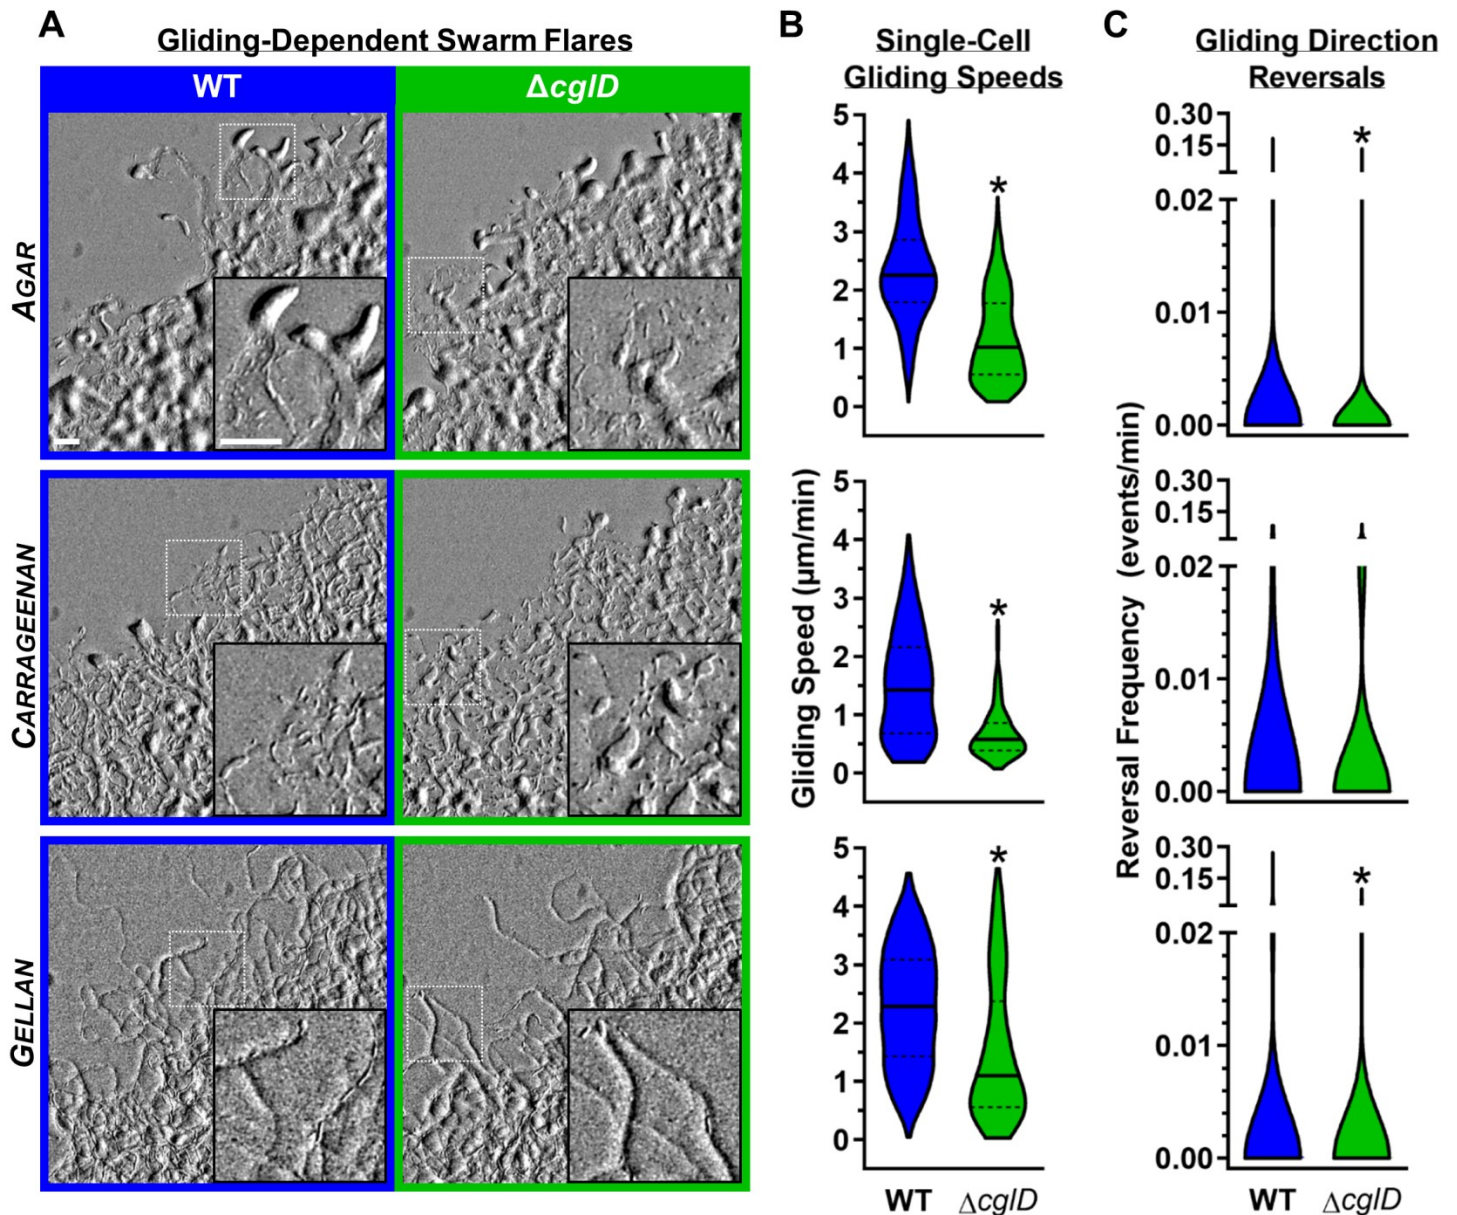 A
Gliding-Dependent Swarm Flares
WT
ΔcglD
AGAR
CARRAGEENAN
GELLAN
B
Single-Cell
Gliding Speeds
Gliding Speed (μm/min)
5
4
3
2
1
0
*
5
4
3
2
1
0
*
5
4
3
2
1
0
*
WT
ΔcglD
C
Gliding Direction
Reversals
Reversal Frequency (events/min)
0.30
0.15
0.02
0.01
0.00
*
0.30
0.15
0.02
0.01
0.00
0.30
0.15
0.02
0.01
0.00
*
WT
ΔcglD